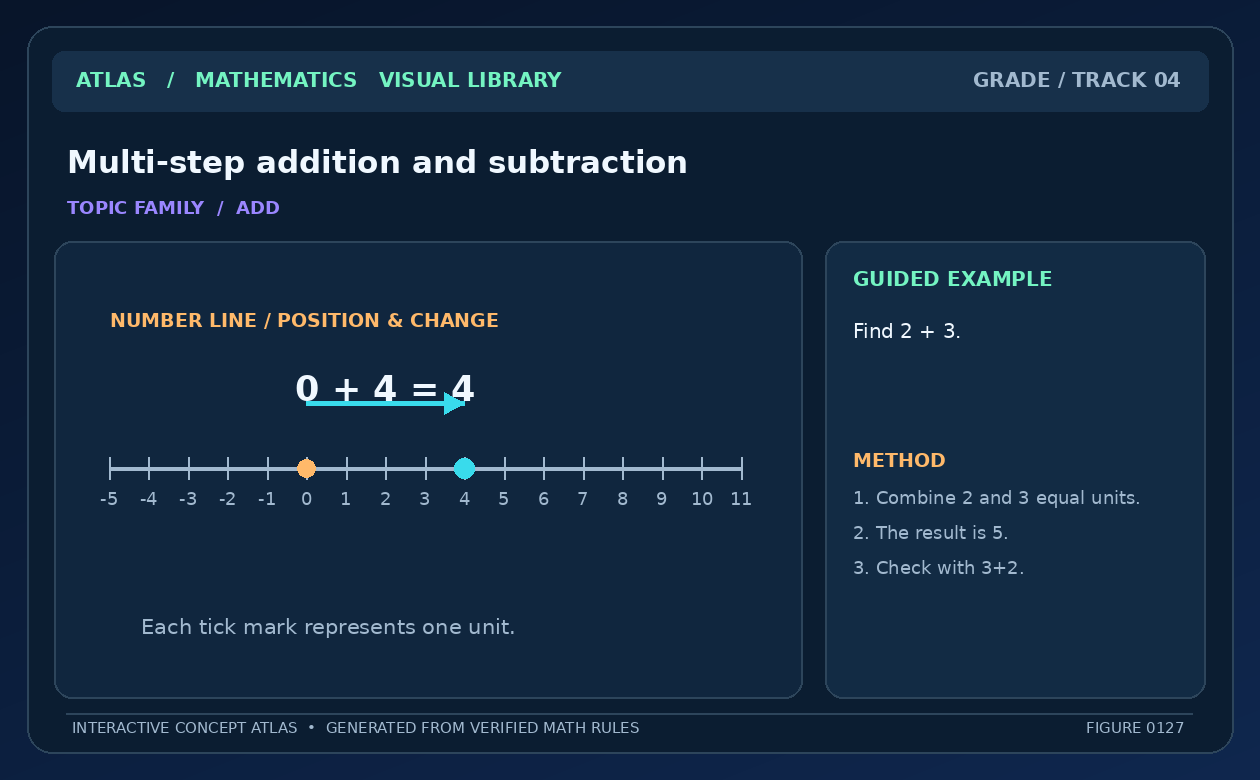 ATLAS / MATHEMATICS VISUAL LIBRARY
GRADE / TRACK 04
Multi-step addition and subtraction
TOPIC FAMILY / ADD
NUMBER LINE / POSITION & CHANGE
0 + 4 = 4
-5 -4 -3 -2 -1 0 1 2 3 4 5 6 7 8 9 10 11
Each tick mark represents one unit.
GUIDED EXAMPLE
Find 2 + 3.
METHOD
1. Combine 2 and 3 equal units.
2. The result is 5.
3. Check with 3+2.
INTERACTIVE CONCEPT ATLAS • GENERATED FROM VERIFIED MATH RULES
FIGURE 0127